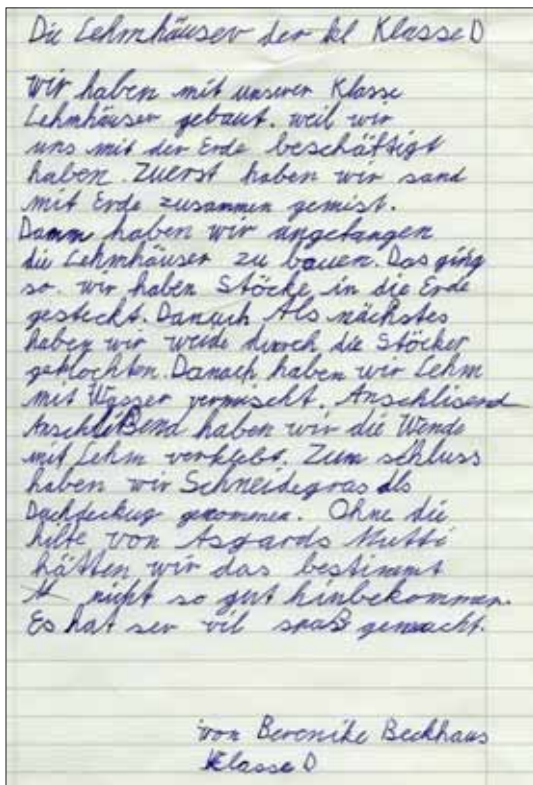 Die Lehmhäuser der kl Klasse D
wir haben mit unserer Klasse
Lehmhäuser gebaut. weil wir
uns mit der Erde beschäftigt
haben. Zuerst haben wir sand
mit Erde zusammen gemist.
Dann haben wir angefangen
die Lehmhäuser zu bauen. Das ging
so. wir haben Stöcke in die Erde
gesteckt. Danach Als nächstes
haben wir weide durch die Stöcker
geflochten. Danach haben wir Lehm
mit Wasser vermischt. Anschlisend
Anschließend haben wir die Wende
mit Lehm verklebt. Zum schluss
haben wir Schneidegras als
Dachdeckug genommen. Ohne die
hilfe von Asgards Mutti
hätten wir das bestimmt
nicht so gut hinbekommen.
Es hat ser vil spaß gemacht.
von Berenike Beckhaus
Klasse D